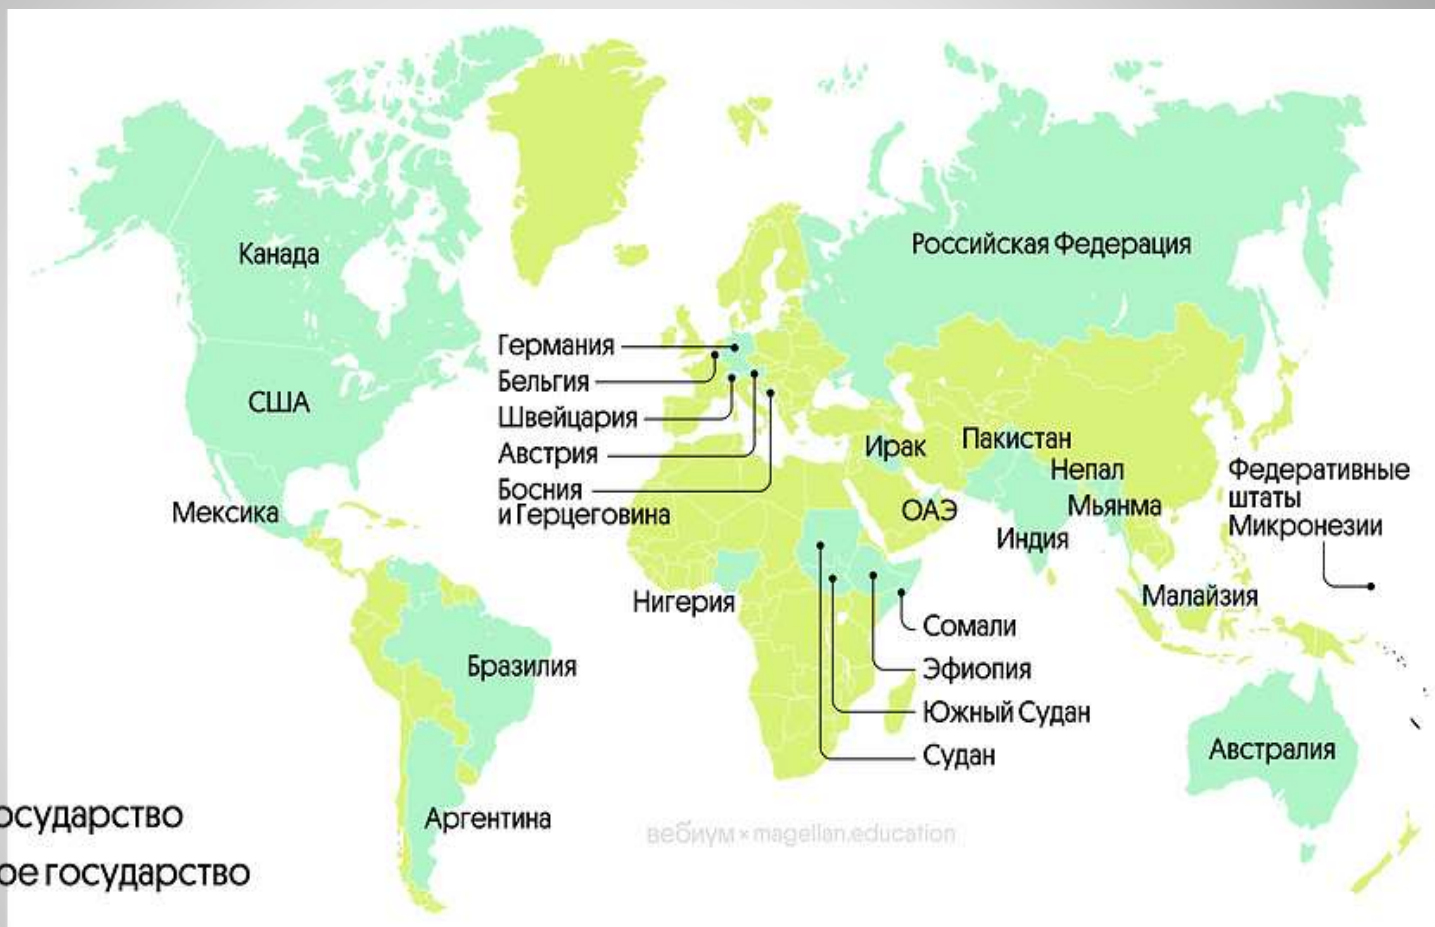 Канада
Российская Федерация
Германия
Бельгия
США
Швейцария
Австрия
Ирак
Пакистан
Непал
Федеративные
штаты
Микронезии
Босния
и Герцеговина
Мексика
ОАЭ
Мьянма
Индия
Нигерия
Малайзия
Сомали
Бразилия
Эфиопия
Южный Судан
Австралия
Судан
осударство
Аргентина
вебиум × magellan.education
ое государство